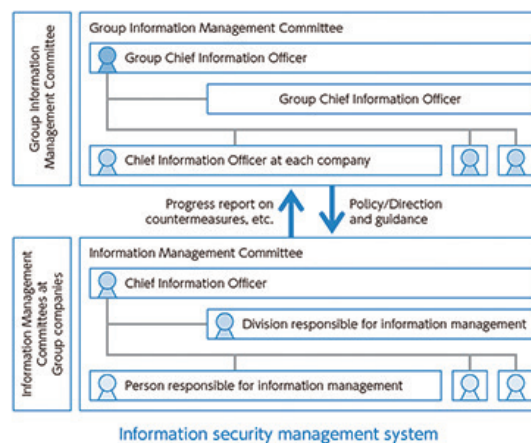 Group Information
Management Committee
Group Information Management Committee
Group Chief Information Officer
Group Chief Information Officer
Chief Information Officer at each company
Progress report on
countermeasures, etc.
Policy/Direction
and guidance
Information Management
Committees at
Group companies
Information Management Committee
Chief Information Officer
Division responsible for information management
Person responsible for information management
Information security management system